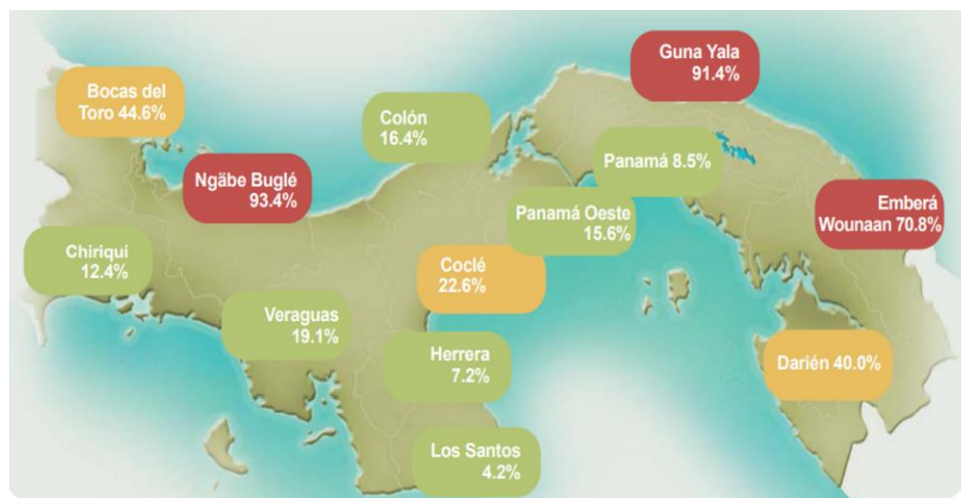 Guna Yala
91.4%
Bocas del
Toro 44.6%
Colón
16.4%
Panamá 8.5%
Ngäbe Buglé
93.4%
Emberá
Wounaan 70.8%
Panamá Oeste
15.6%
Chiriquí
12.4%
Coclé
22.6%
Veraguas
19.1%
Herrera
7.2%
Darién 40.0%
Los Santos
4.2%